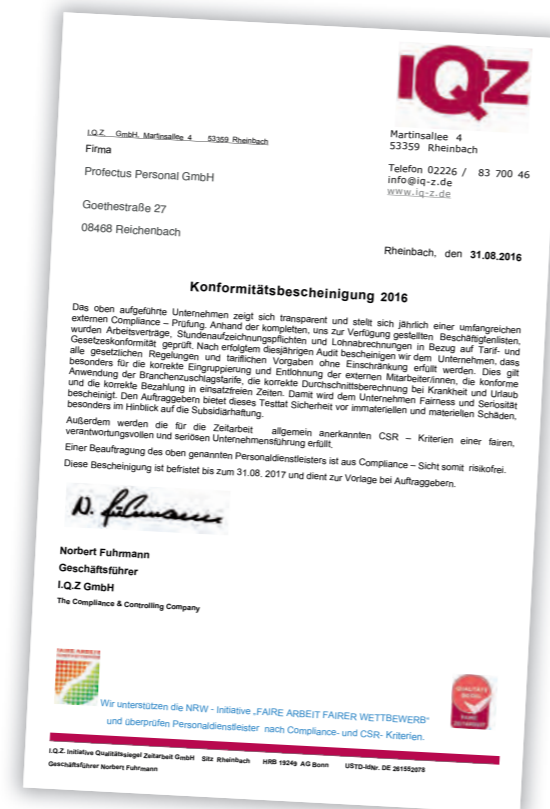 IQZ
Martinsallee 4
53359 Rheinbach
Telefon 02226 / 83 700 46
info@iq-z.de
www.iq-z.de
I.Q.Z. GmbH, Martinsallee 4 53359 Rheinbach
Firma
Profectus Personal GmbH
Goethestraße 27
08468 Reichenbach
Rheinbach, den 31.08.2016
Konformitätsbescheinigung 2016
Das oben aufgeführte Unternehmen zeigt sich transparent und stellt sich jährlich einer umfangreichen
externen Compliance – Prüfung. Anhand der kompletten, uns zur Verfügung gestellten Beschäftigtenlisten,
wurden Arbeitsverträge, Stundenaufzeichnungspflichten und Lohnabrechnungen in Bezug auf Tarif- und
Gesetzeskonformität geprüft. Nach erfolgtem diesjährigen Audit bescheinigen wir dem Unternehmen, dass
alle gesetzlichen Regelungen und tariflichen Vorgaben ohne Einschränkung erfüllt werden. Dies gilt
besonders für die korrekte Eingruppierung und Entlohnung der externen Mitarbeiter/innen, die konforme
Anwendung der Branchenzuschlagstarife, die korrekte Durchschnittsberechnung bei Krankheit und Urlaub
und die korrekte Bezahlung in einsatzfreien Zeiten. Damit wird dem Unternehmen Fairness und Seriosität
bescheinigt. Den Auftraggebern bietet dieses Testtat Sicherheit vor immateriellen und materiellen Schäden,
besonders im Hinblick auf die Subsidiärhaftung.
Außerdem werden die für die Zeitarbeit allgemein anerkannten CSR – Kriterien einer fairen,
verantwortungsvollen und seriösen Unternehmensführung erfüllt.
Einer Beauftragung des oben genannten Personaldienstleisters ist aus Compliance – Sicht somit risikofrei.
Diese Bescheinigung ist befristet bis zum 31.08. 2017 und dient zur Vorlage bei Auftraggebern.
Norbert Fuhrmann
Geschäftsführer
I.Q.Z GmbH
The Compliance & Controlling Company
FAIRE ARBEIT
Wir unterstützen die NRW - Initiative „FAIRE ARBEIT FAIRER WETTBEWERB"
und überprüfen Personaldienstleister nach Compliance- und CSR- Kriterien.
I.Q.Z. Initiative Qualitätssiegel Zeitarbeit GmbH Sitz Rheinbach HRB 19249 AG Bonn USTD-IdNr. DE 261552078
Geschäftsführer Norbert Fuhrmann